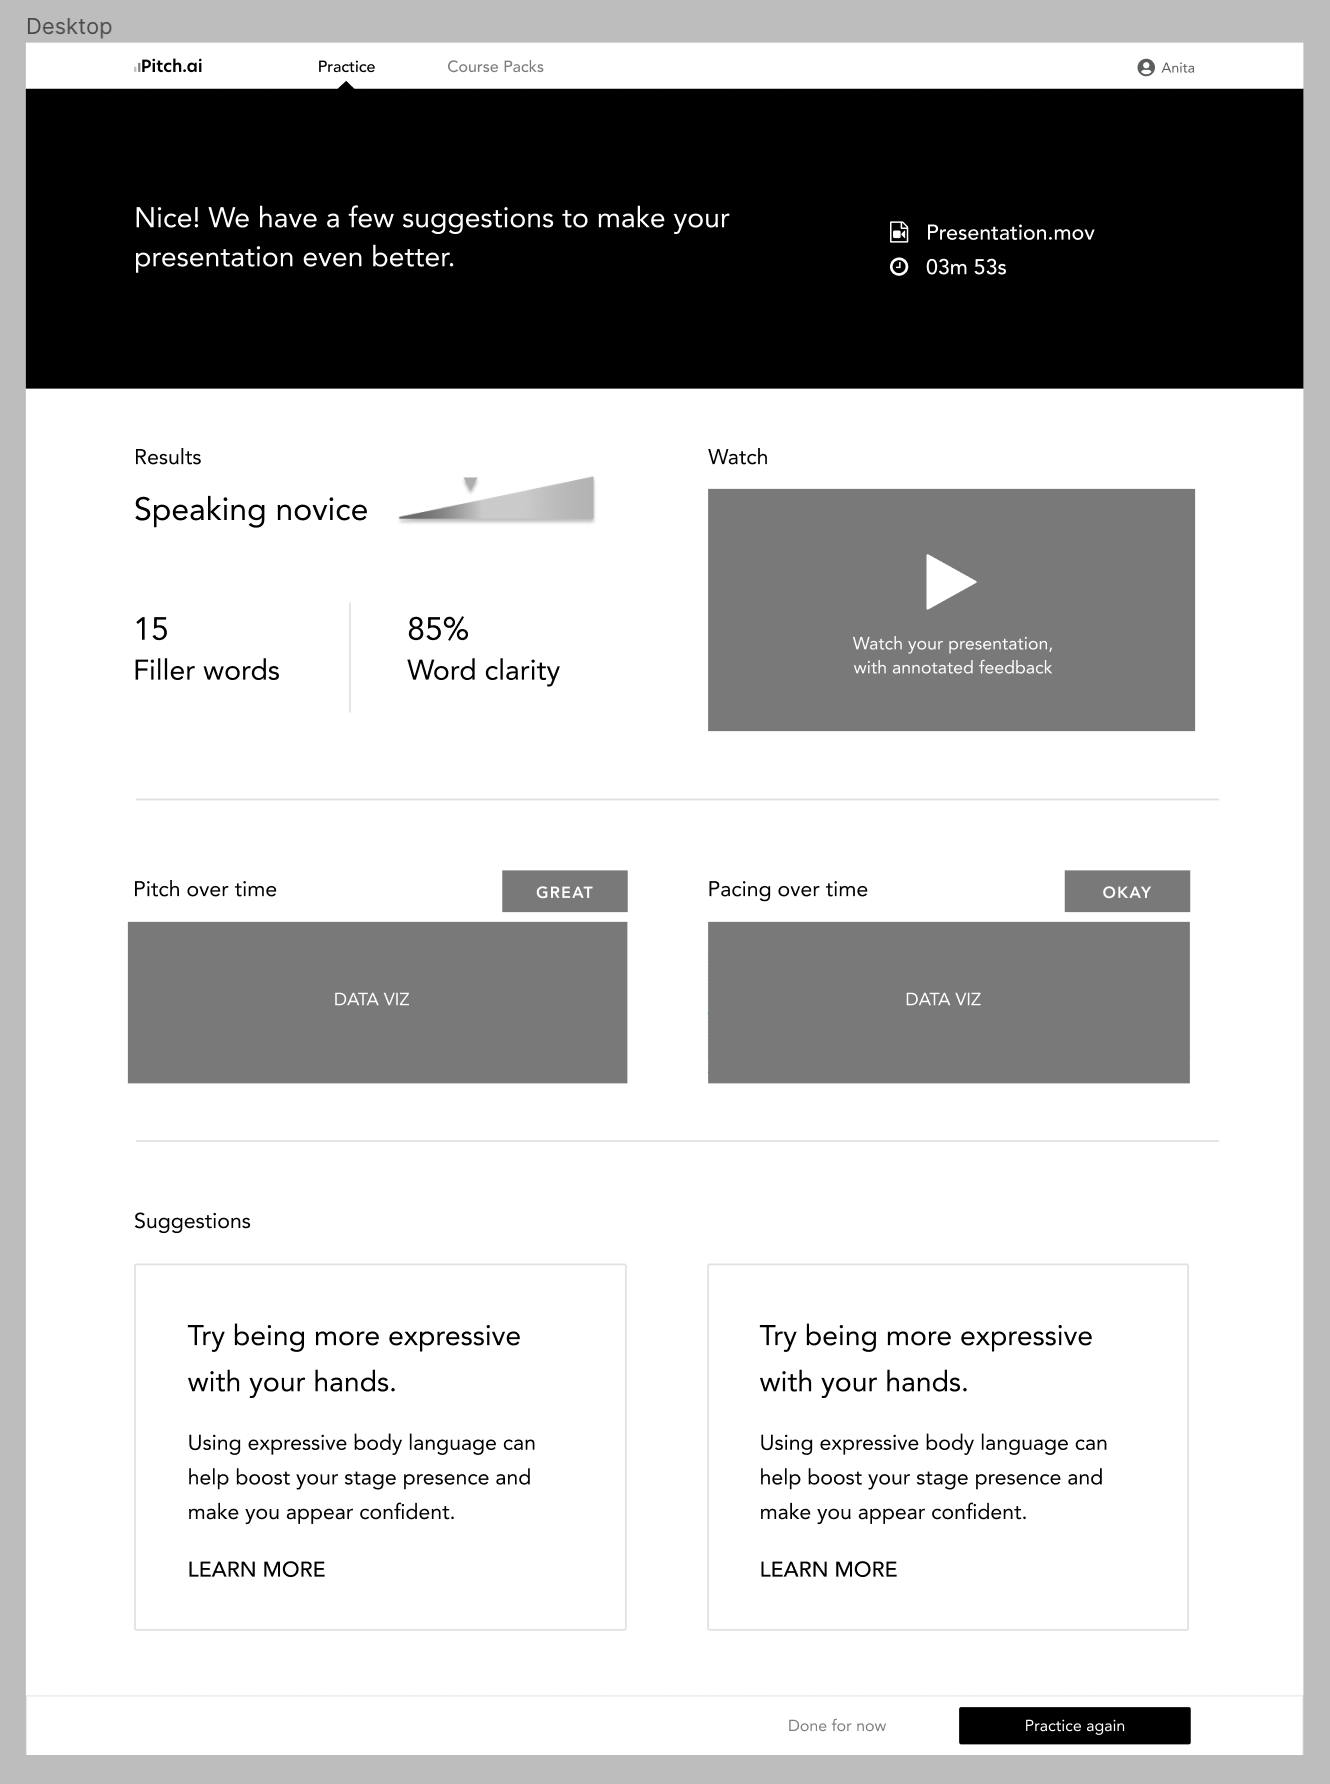 Desktop
Pitch.ai
Practice
Course Packs
Anita
Nice! We have a few suggestions to make your
presentation even better.
Presentation.mov
03m 53s
Results
Speaking novice
15
Filler words
85%
Word clarity
Watch
Watch your presentation,
with annotated feedback
Pitch over time
GREAT
DATA VIZ
Pacing over time
OKAY
DATA VIZ
Suggestions
Try being more expressive
with your hands.
Using expressive body language can
help boost your stage presence and
make you appear confident.
LEARN MORE
Try being more expressive
with your hands.
Using expressive body language can
help boost your stage presence and
make you appear confident.
LEARN MORE
Done for now
Practice again